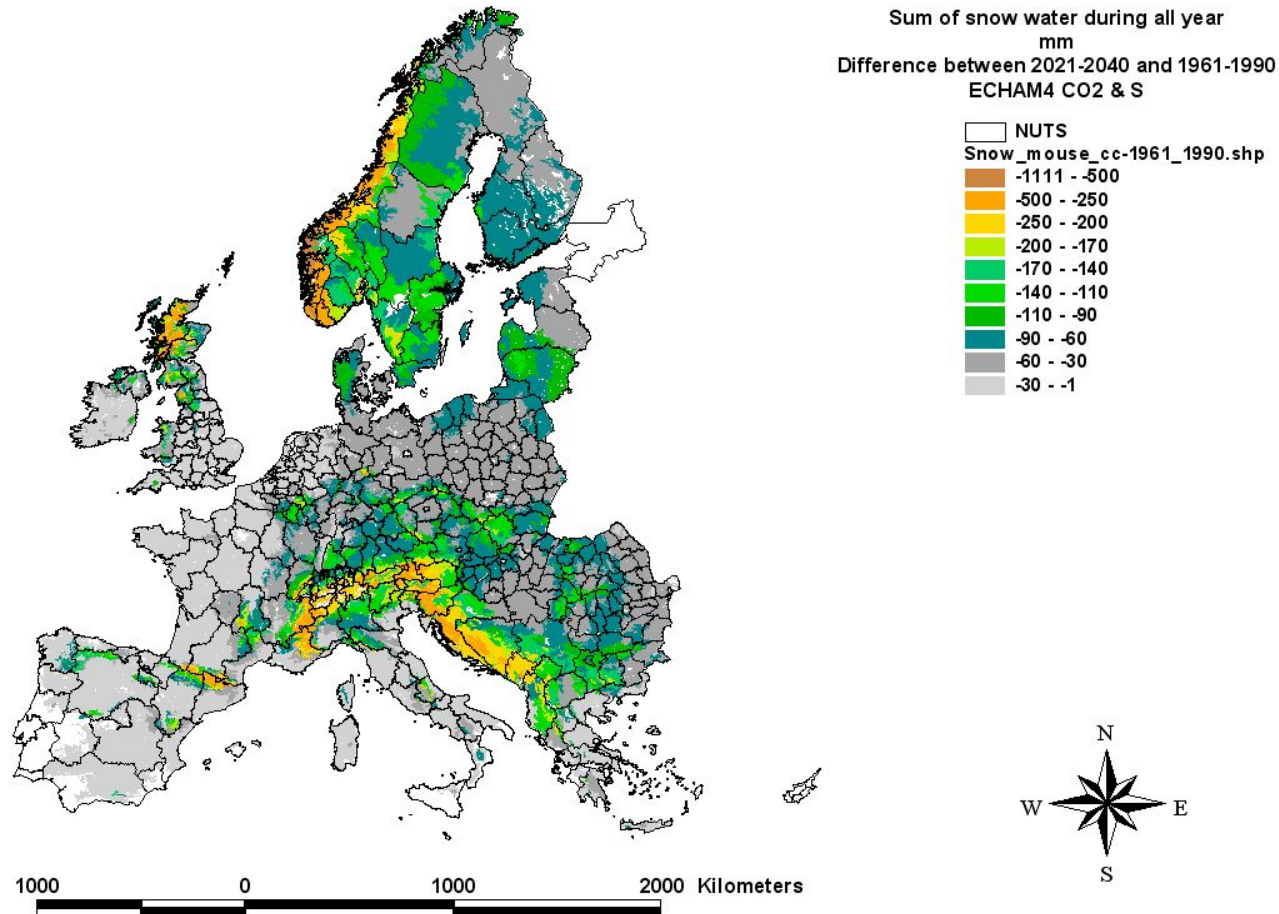 Sum of snow water during all year
mm
Difference between 2021-2040 and 1961-1990
ECHAM4 CO2 & S
NUTS
Snow_mouse_cc-1961_1990.shp
-1111 - -500
-500 - -250
-250 - -200
-200 - -170
-170 - -140
-140 - -110
-110 - -90
-90 - -60
-60 - -30
-30 - -1
N
W E
S
1000 0 1000 2000 Kilometers